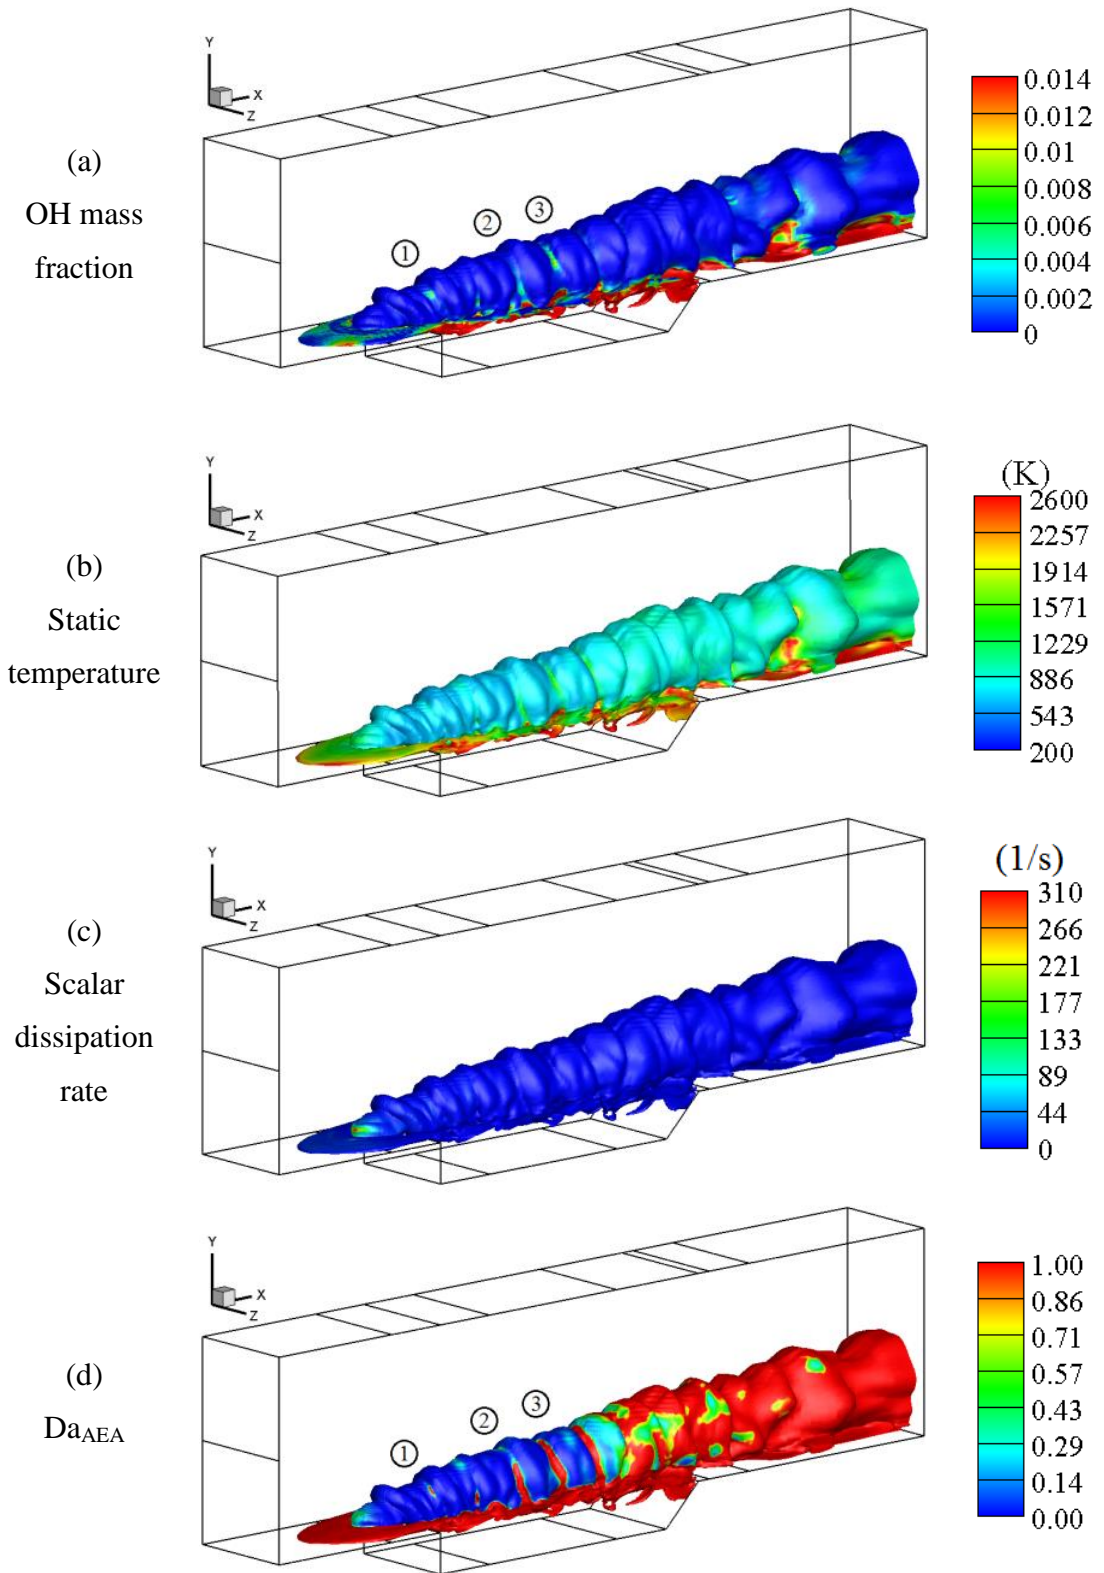 Y
X
Z
(a)
OH mass
fraction
①
②
③
0.014
0.012
0.01
0.008
0.006
0.004
0.002
0
Y
X
Z
(b)
Static
temperature
(K)
2600
2257
1914
1571
1229
886
543
200
Y
X
Z
(c)
Scalar
dissipation
rate
(1/s)
310
266
221
177
133
89
44
0
Y
X
Z
(d)
Da_AEA
①
②
③
1.00
0.86
0.71
0.57
0.43
0.29
0.14
0.00